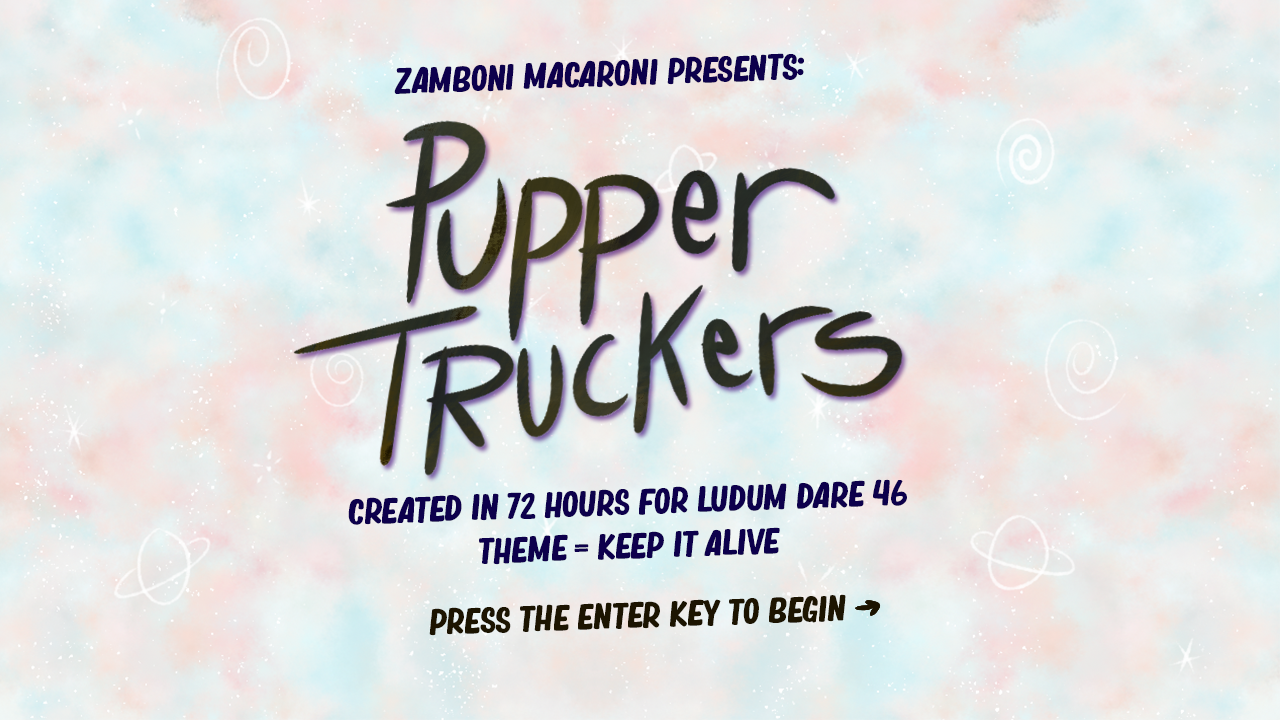 ZAMBONI MACARONI PRESENTS:
Pupper
Truckers
CREATED IN 72 HOURS FOR LUDUM DARE 46
THEME = KEEP IT ALIVE
PRESS THE ENTER KEY TO BEGIN →